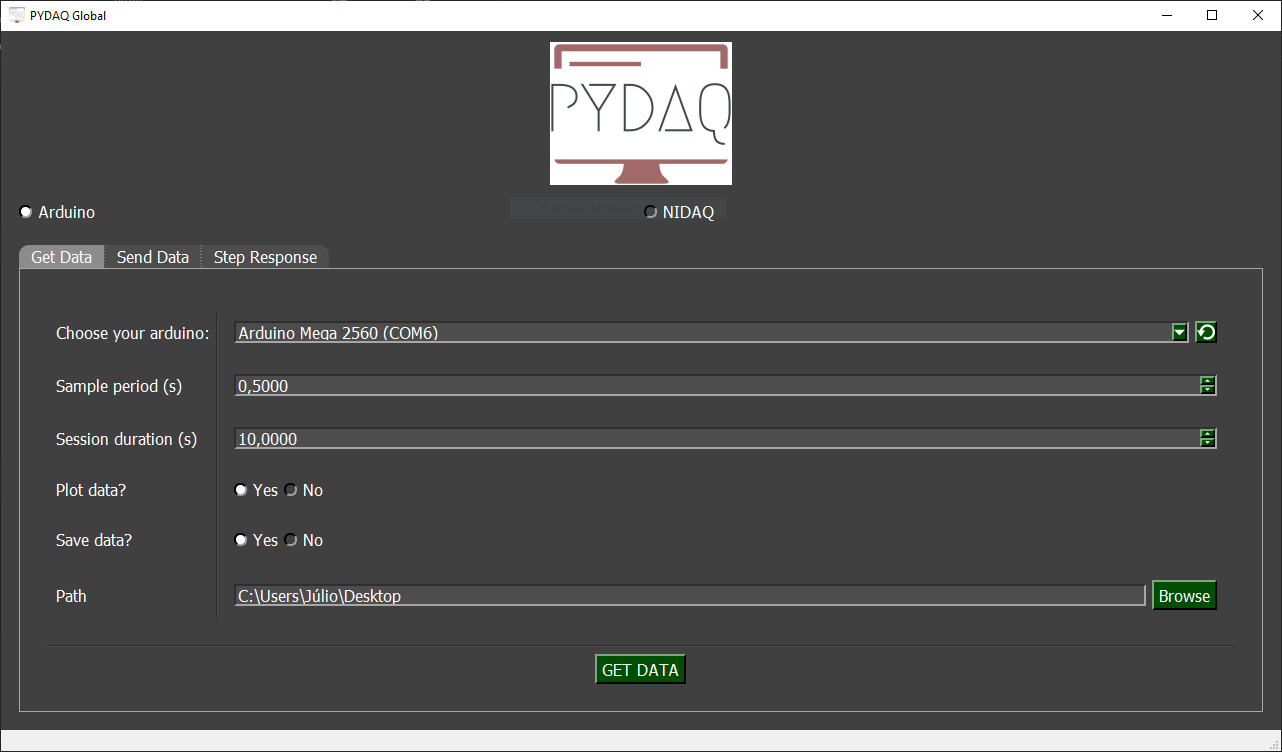 PYDAQ Global
PYDAQ
Arduino
NIDAQ
Get Data Send Data Step Response
Choose your arduino: Arduino Mega 2560 (COM6)
Sample period (s) 0,5000
Session duration (s) 10,0000
Plot data? Yes No
Save data? Yes No
Path C:\Users\Júlio\Desktop Browse
GET DATA